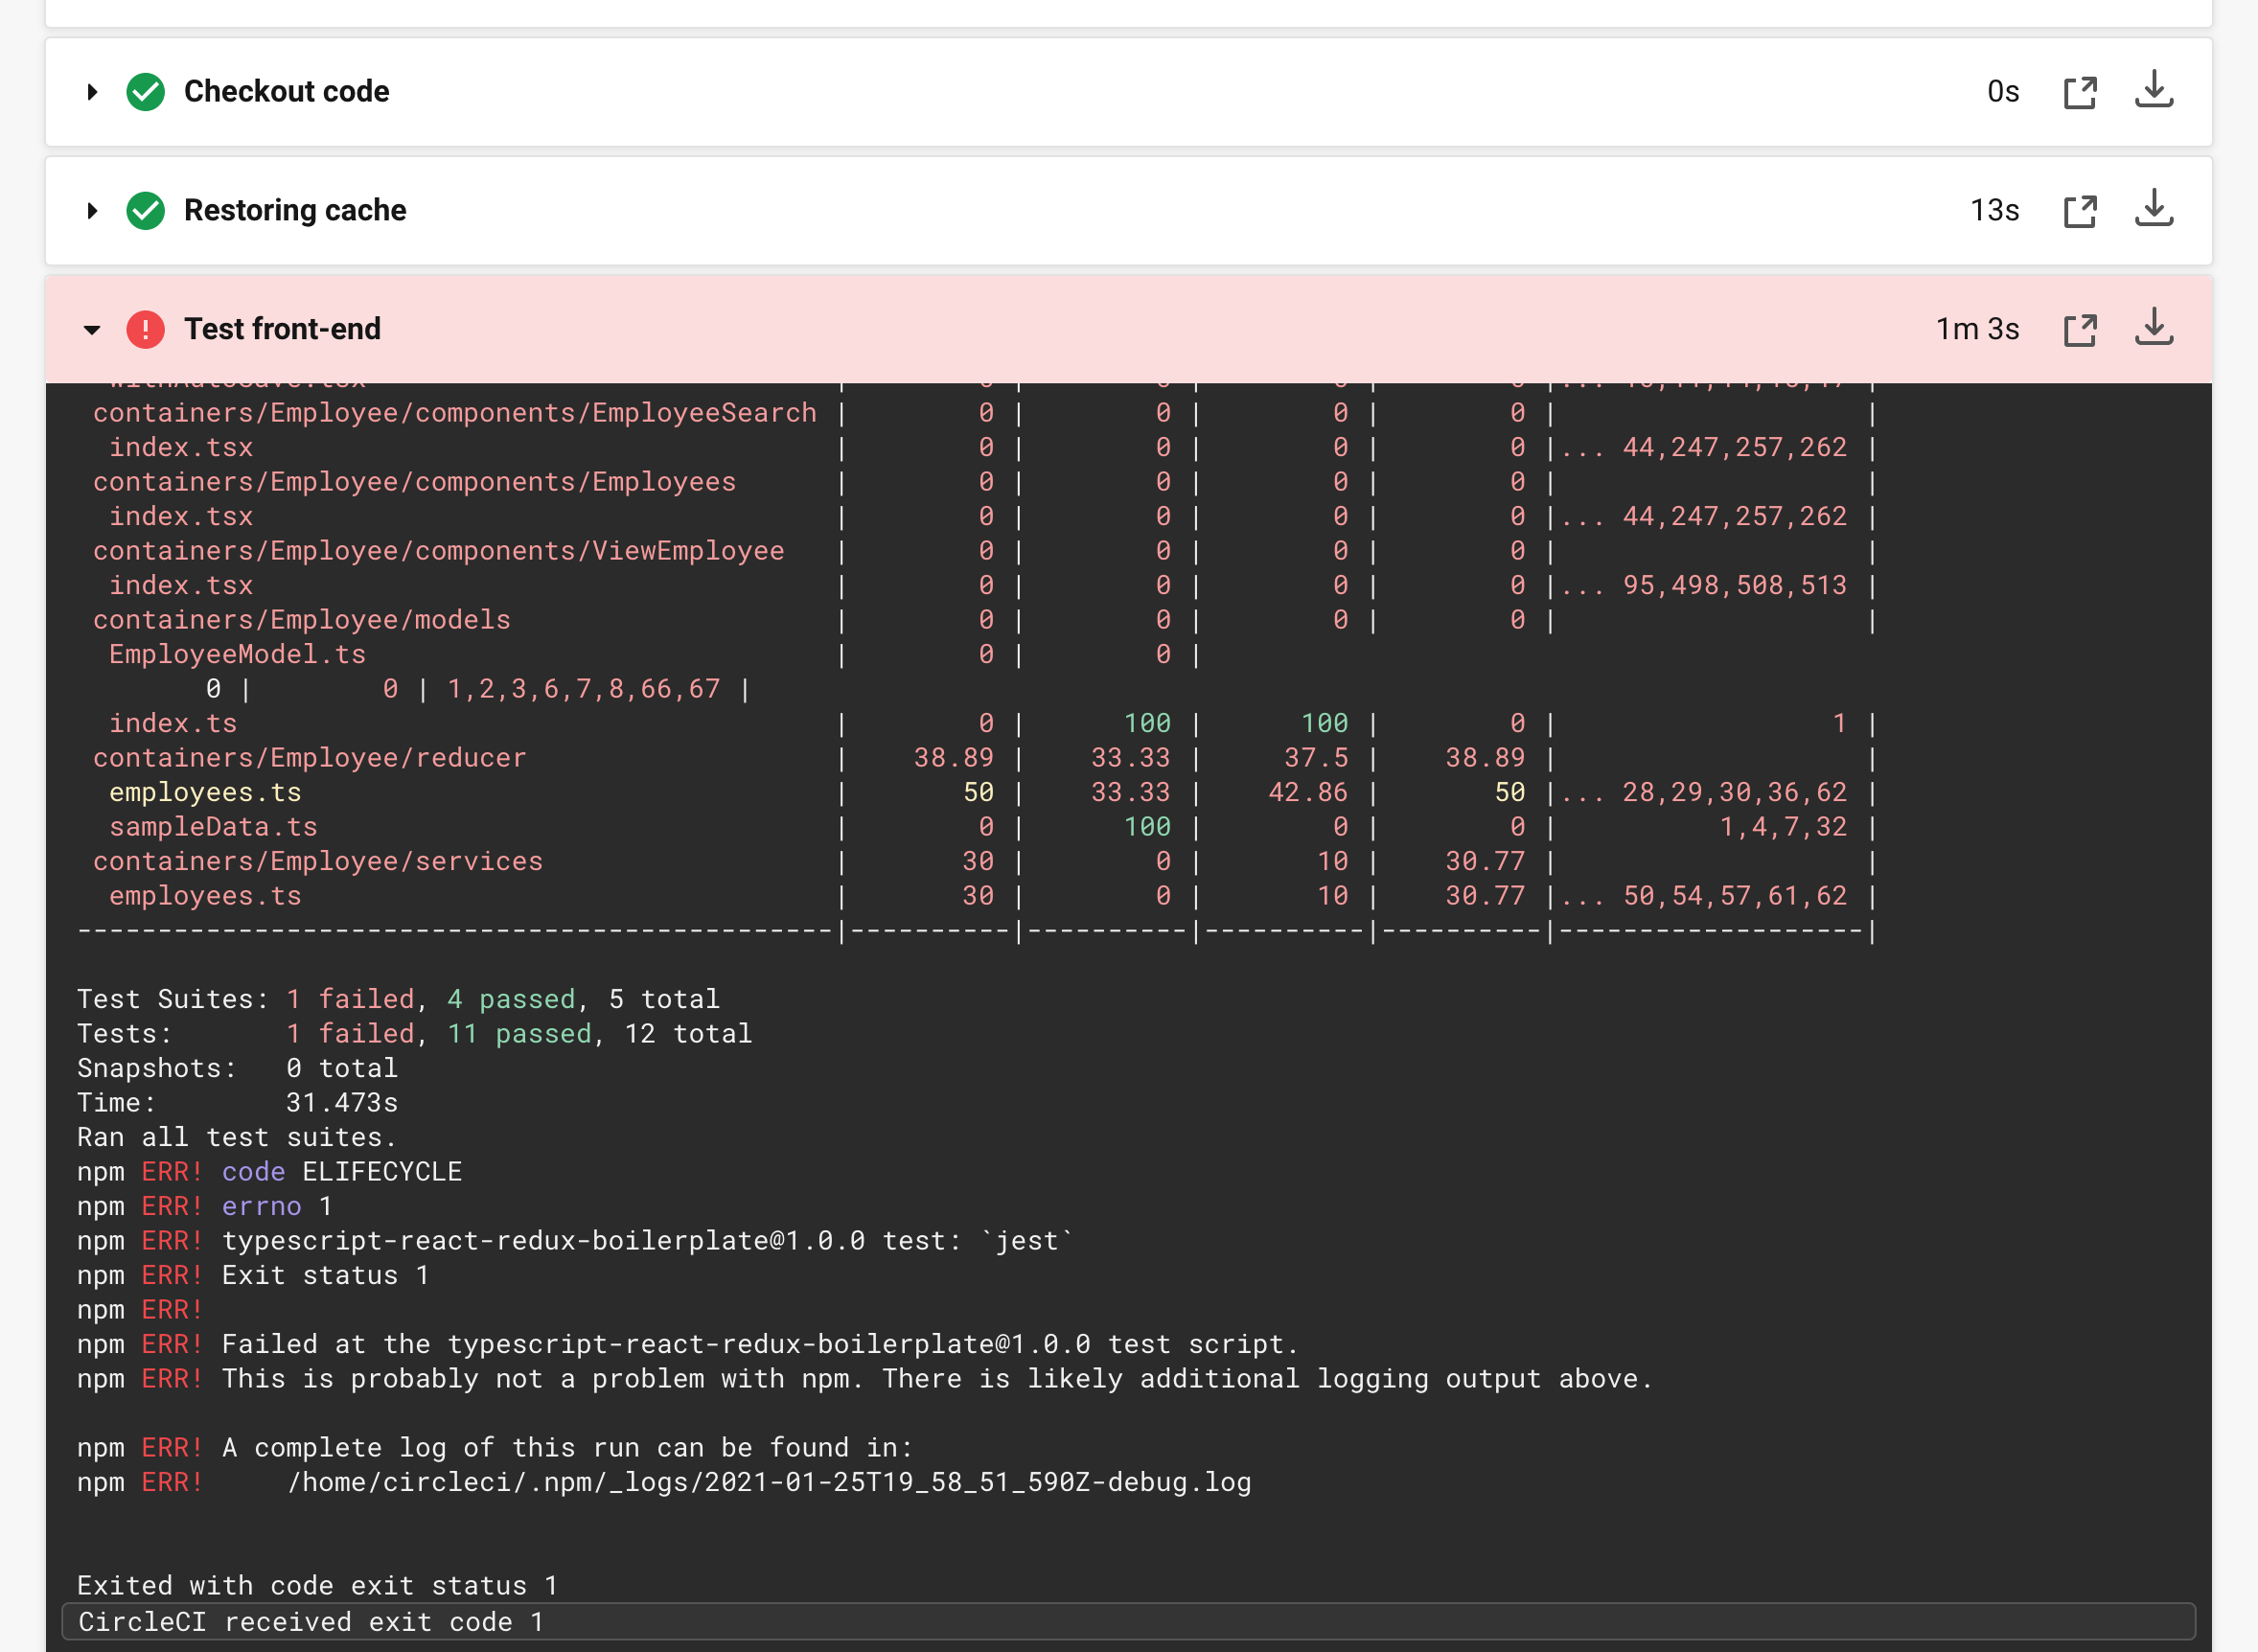 Checkout code 0s
Restoring cache 13s
Test front-end 1m 3s
containers/Employee/components/EmployeeSearch | 0 | 0 | 0 | 0 | |
index.tsx | 0 | 0 | 0 | 0 |... 44,247,257,262 |
containers/Employee/components/Employees | 0 | 0 | 0 | 0 | |
index.tsx | 0 | 0 | 0 | 0 |... 44,247,257,262 |
containers/Employee/components/ViewEmployee | 0 | 0 | 0 | 0 | |
index.tsx | 0 | 0 | 0 | 0 |... 95,498,508,513 |
containers/Employee/models | 0 | 0 | 0 | 0 | |
EmployeeModel.ts | 0 | 0 |
0 | 0 | 1,2,3,6,7,8,66,67 |
index.ts | 0 | 100 | 100 | 0 | 1 |
containers/Employee/reducer | 38.89 | 33.33 | 37.5 | 38.89 | |
employees.ts | 50 | 33.33 | 42.86 | 50 |... 28,29,30,36,62 |
sampleData.ts | 0 | 100 | 0 | 0 | 1,4,7,32 |
containers/Employee/services | 30 | 0 | 10 | 30.77 | |
employees.ts | 30 | 0 | 10 | 30.77 |... 50,54,57,61,62 |
-----------------------------------------------|----------|----------|----------|----------|-------------------|
Test Suites: 1 failed, 4 passed, 5 total
Tests: 1 failed, 11 passed, 12 total
Snapshots: 0 total
Time: 31.473s
Ran all test suites.
npm ERR! code ELIFECYCLE
npm ERR! errno 1
npm ERR! typescript-react-redux-boilerplate@1.0.0 test: `jest`
npm ERR! Exit status 1
npm ERR!
npm ERR! Failed at the typescript-react-redux-boilerplate@1.0.0 test script.
npm ERR! This is probably not a problem with npm. There is likely additional logging output above.
npm ERR! A complete log of this run can be found in:
npm ERR! /home/circleci/.npm/_logs/2021-01-25T19_58_51_590Z-debug.log
Exited with code exit status 1
CircleCI received exit code 1